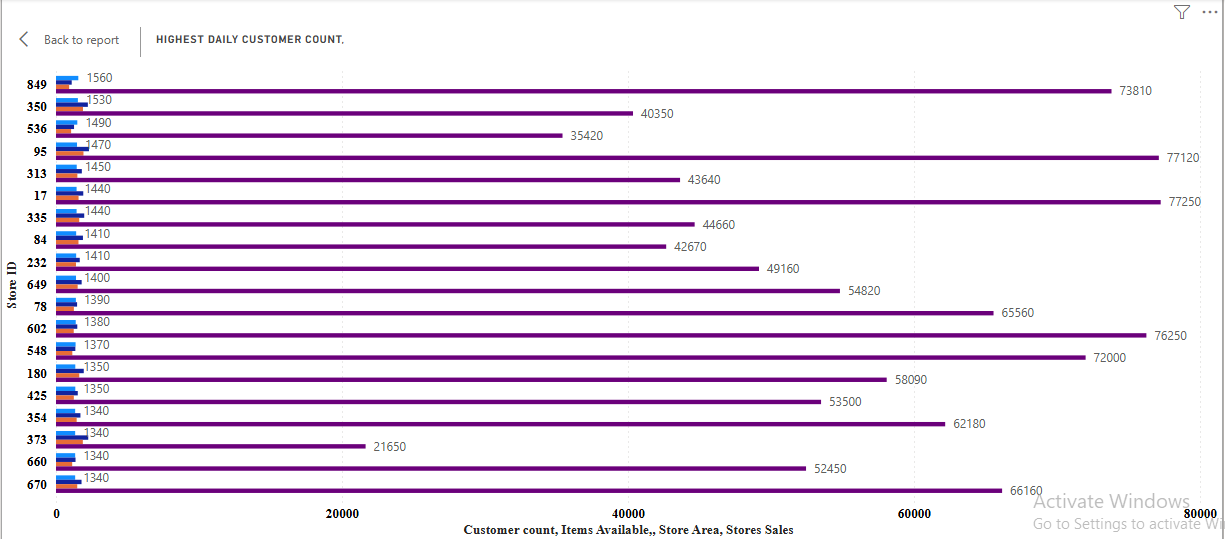 Back to report
HIGHEST DAILY CUSTOMER COUNT,
849 1560 73810
350 1530 40350
536 1490 35420
95 1470 77120
313 1450 43640
17 1440 77250
335 1440 44660
84 1410 42670
232 1410 49160
649 1400 54820
78 1390 65560
602 1380 76250
548 1370 72000
180 1350 58090
425 1350 53500
354 1340 62180
373 1340 21650
660 1340 52450
670 1340 66160
Store ID
0 20000 40000 60000 80000
Customer count, Items Available,, Store Area, Stores Sales
Activate Windows
Go to Settings to activate Wi